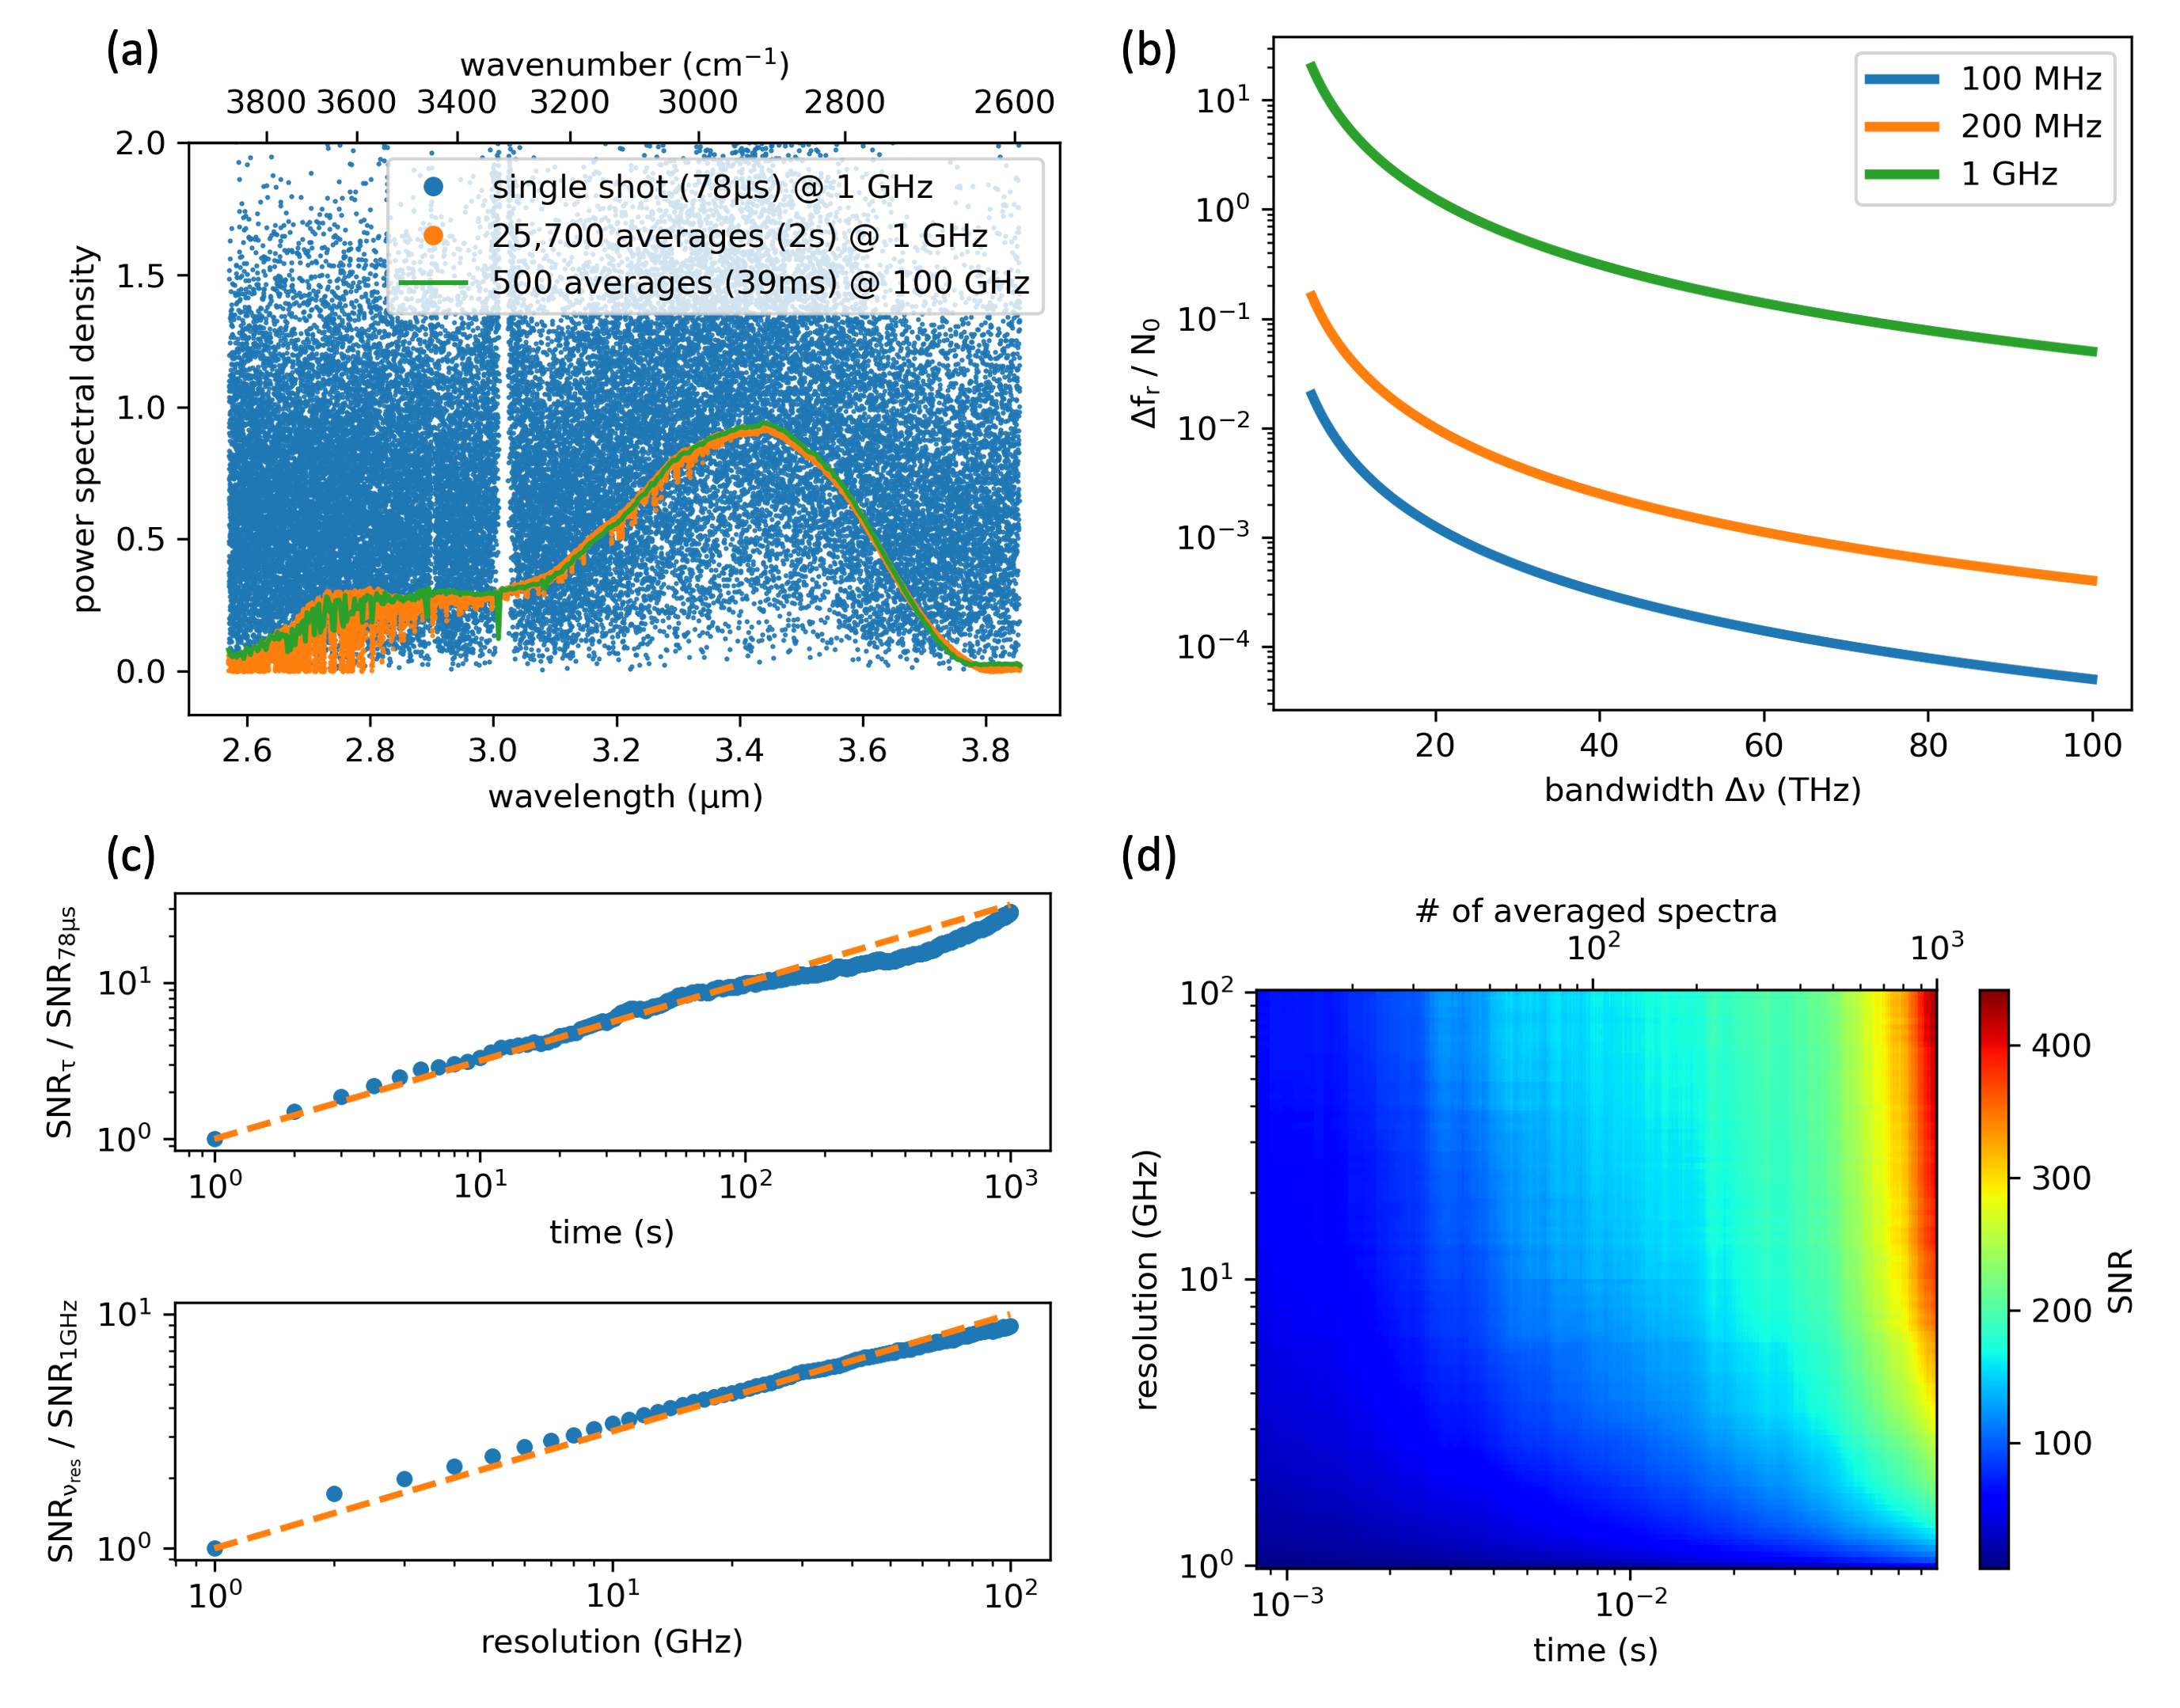 (a)
wavenumber (cm⁻¹)
3800 3600 3400 3200 3000 2800 2600
2.0
1.5
1.0
0.5
0.0
power spectral density
single shot (78µs) @ 1 GHz
25,700 averages (2s) @ 1 GHz
500 averages (39ms) @ 100 GHz
2.6 2.8 3.0 3.2 3.4 3.6 3.8
wavelength (µm)
(b)
10¹
10⁰
10⁻¹
10⁻²
10⁻³
10⁻⁴
Δfᵣ / N₀
100 MHz
200 MHz
1 GHz
20 40 60 80 100
bandwidth Δν (THz)
(c)
10¹
10⁰
SNR_τ / SNR_78µs
10⁰ 10¹ 10² 10³
time (s)
10¹
10⁰
SNR_ν_res / SNR_1GHz
10⁰ 10¹ 10²
resolution (GHz)
(d)
# of averaged spectra
10² 10³
10²
10¹
10⁰
resolution (GHz)
10⁻³ 10⁻²
time (s)
400
300
200
100
SNR